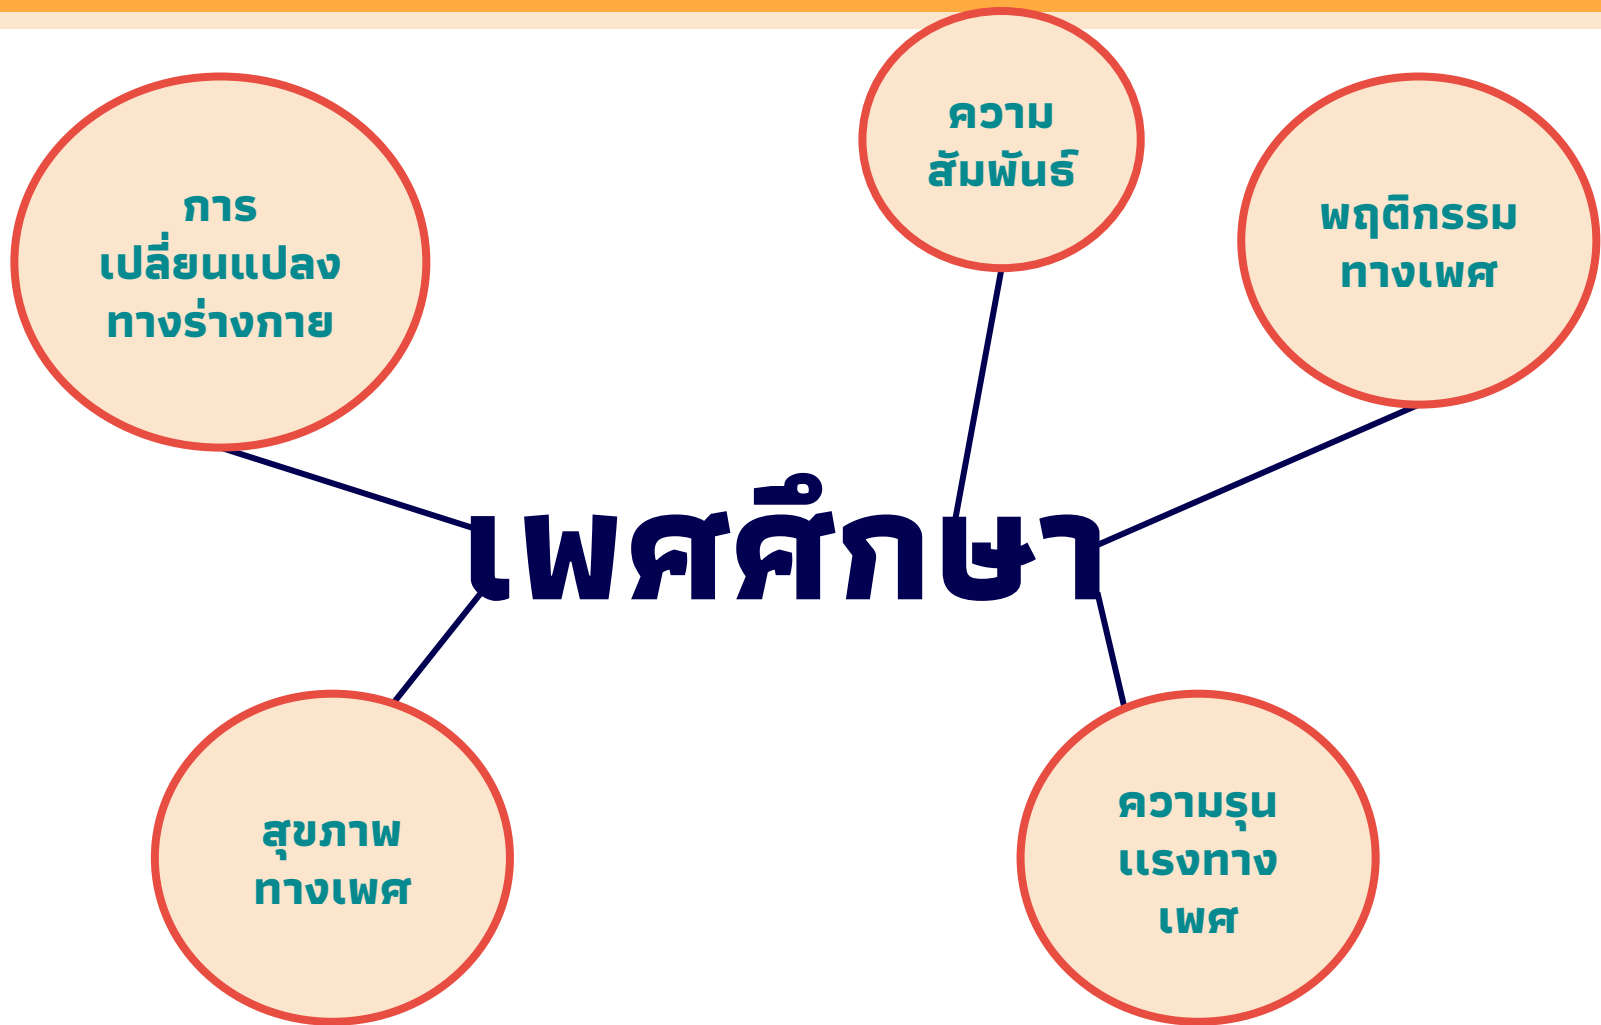 ความ
สัมพันธ์
การ
เปลี่ยนแปลง
ทางร่างกาย
พฤติกรรม
ทางเพศ
เพศศึกษา
สุขภาพ
ทางเพศ
ความรุน
แรงทาง
เพศ